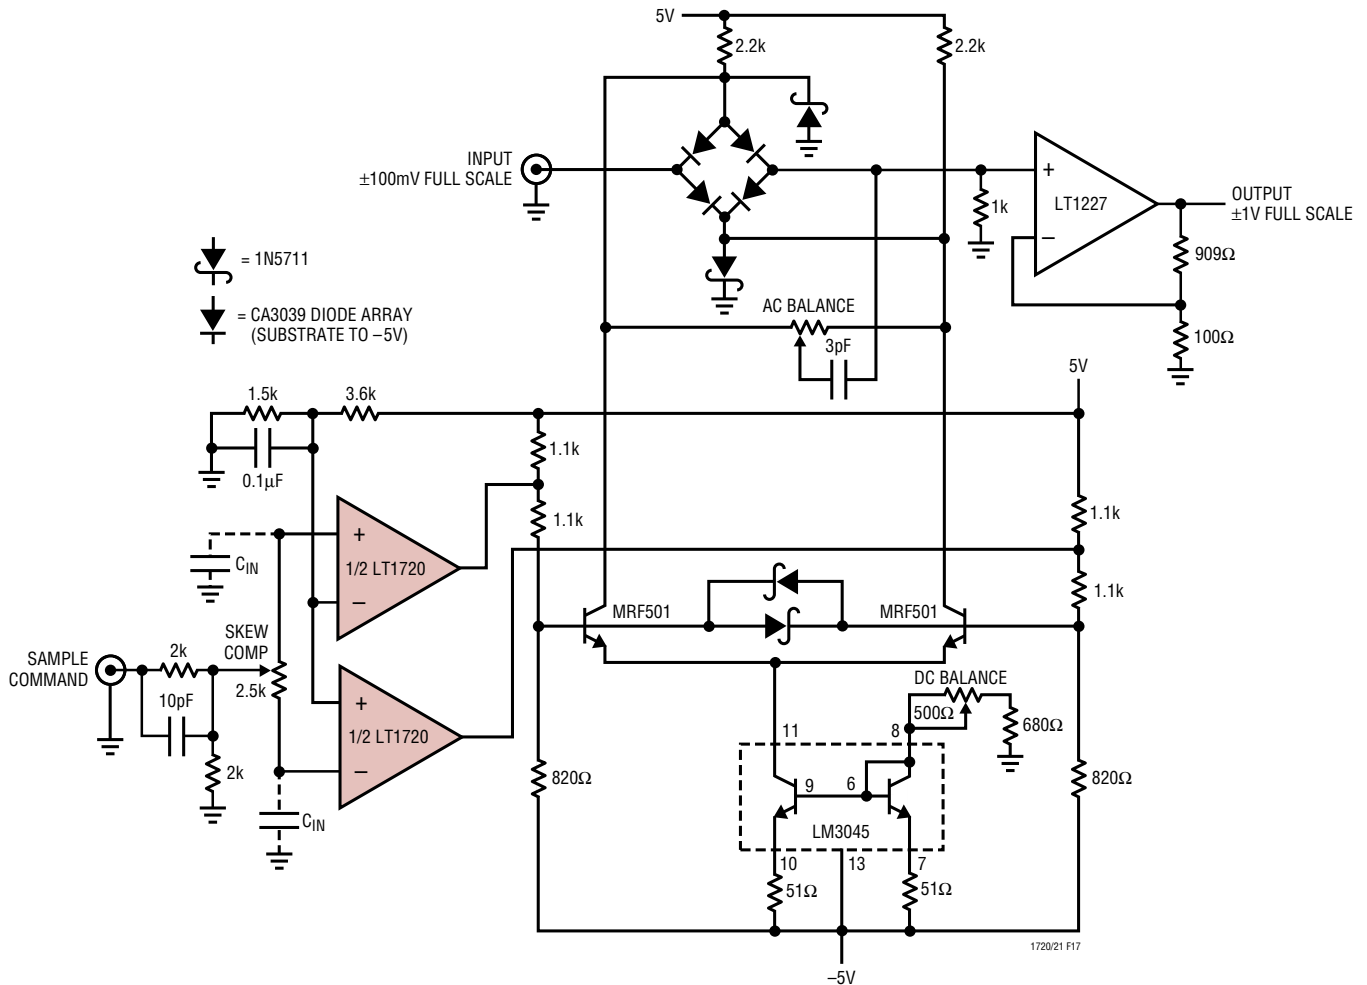 5V
2.2k
2.2k
INPUT
±100mV FULL SCALE
+
LT1227
−
OUTPUT
±1V FULL SCALE
1k
909Ω
100Ω
= 1N5711
= CA3039 DIODE ARRAY
(SUBSTRATE TO −5V)
AC BALANCE
3pF
5V
1.5k
3.6k
0.1µF
1.1k
1.1k
1.1k
1.1k
CIN
+
1/2 LT1720
−
MRF501
MRF501
SAMPLE
COMMAND
2k
10pF
2k
SKEW
COMP
2.5k
+
1/2 LT1720
−
CIN
DC BALANCE
500Ω
680Ω
11
8
820Ω
9
6
LM3045
820Ω
10
13
7
51Ω
51Ω
−5V
1720/21 F17